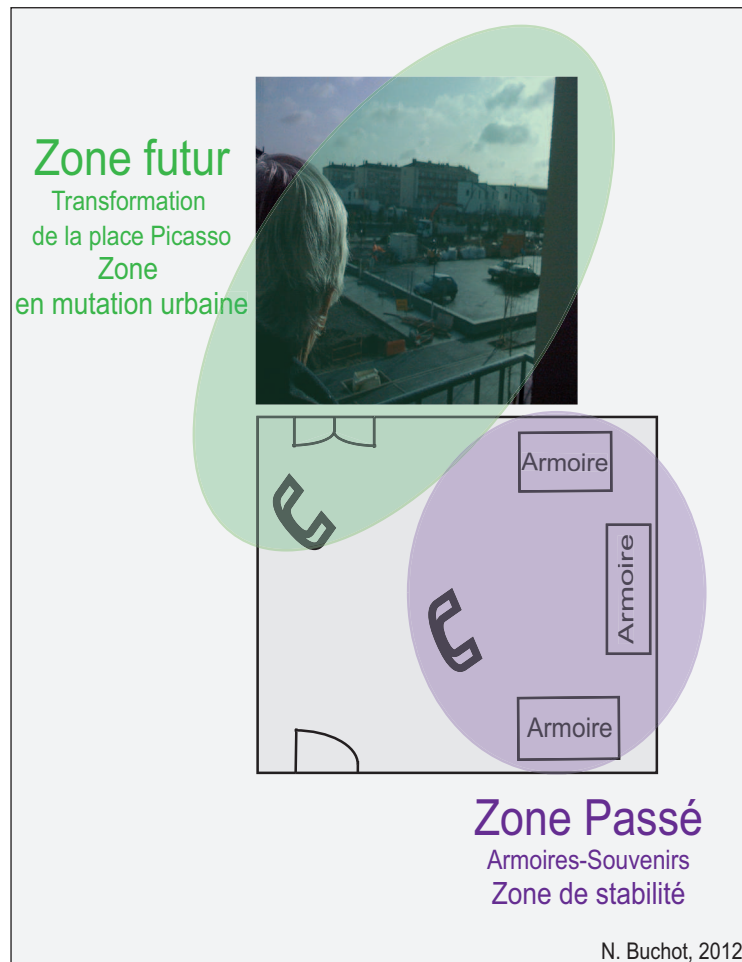 Zone futur
Transformation
de la place Picasso
Zone
en mutation urbaine
Armoire
Armoire
Armoire
Zone Passé
Armoires-Souvenirs
Zone de stabilité
N. Buchot, 2012